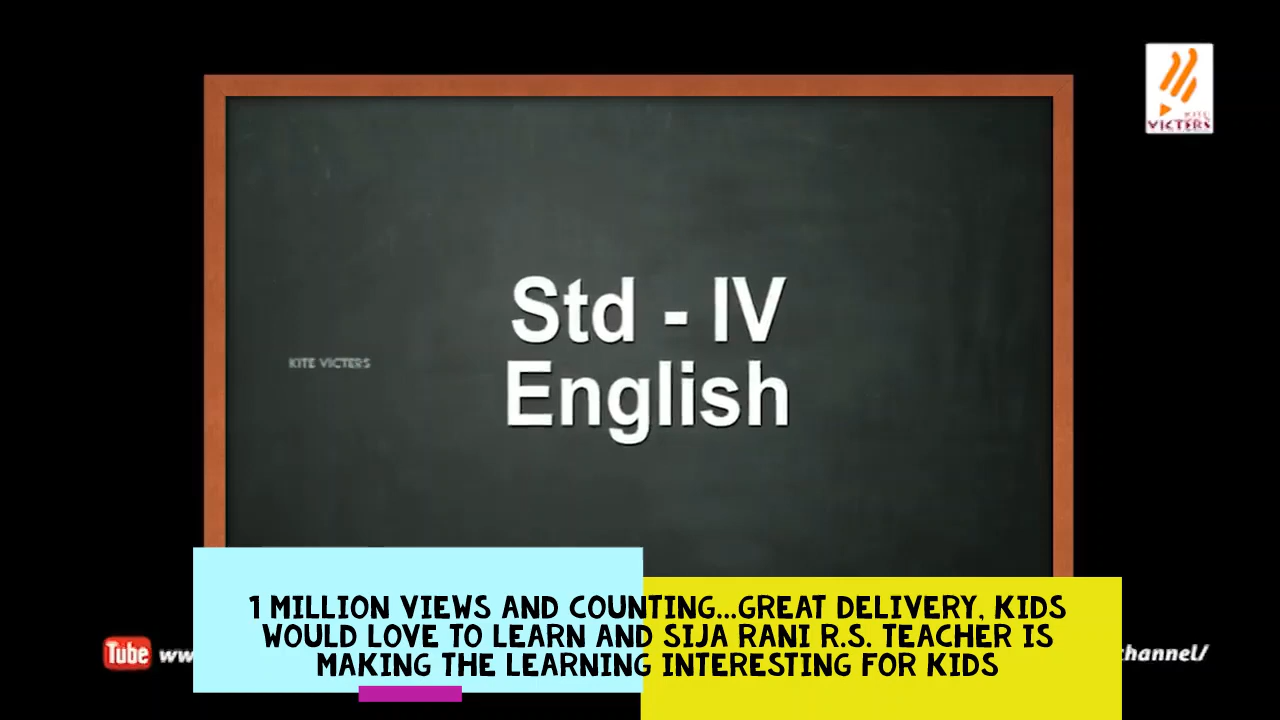 KITE
VICTERS
Std - IV
English
KITE VICTERS
1 MILLION VIEWS AND COUNTING...GREAT DELIVERY, KIDS
WOULD LOVE TO LEARN AND SIJA RANI R.S. TEACHER IS
MAKING THE LEARNING INTERESTING FOR KIDS
Tube